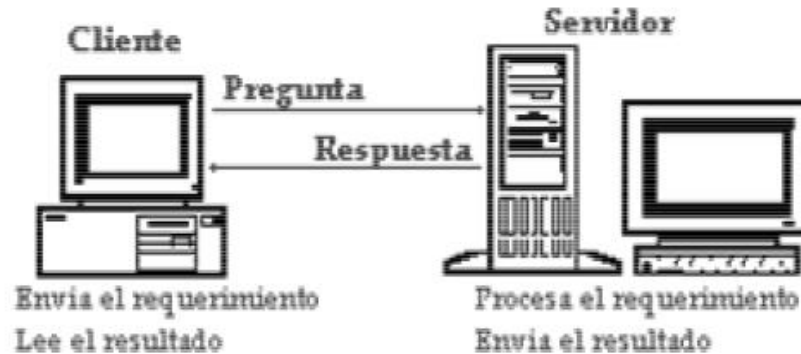 Cliente
Servidor
Pregunta
Respuesta
Envia el requerimiento
Lee el resultado
Procesa el requerimiento
Envia el resultado